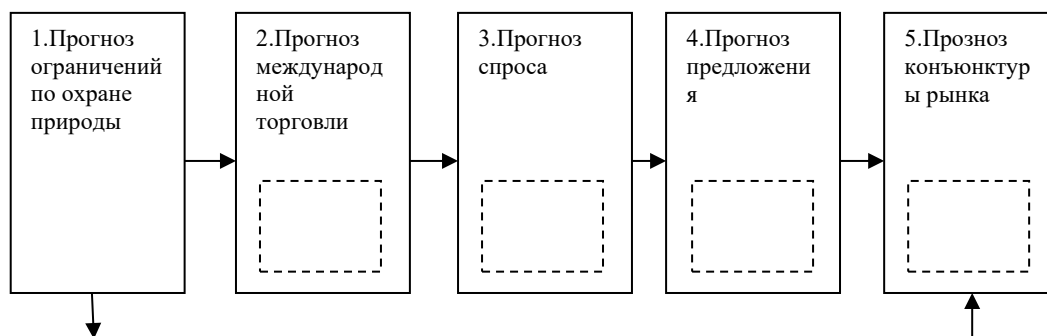 1.Прогноз
ограничений
по охране
природы
2.Прогноз
международ
ной
торговли
3.Прогноз
спроса
4.Прогноз
предложени
я
5.Прозноз
конъюнктур
ы рынка